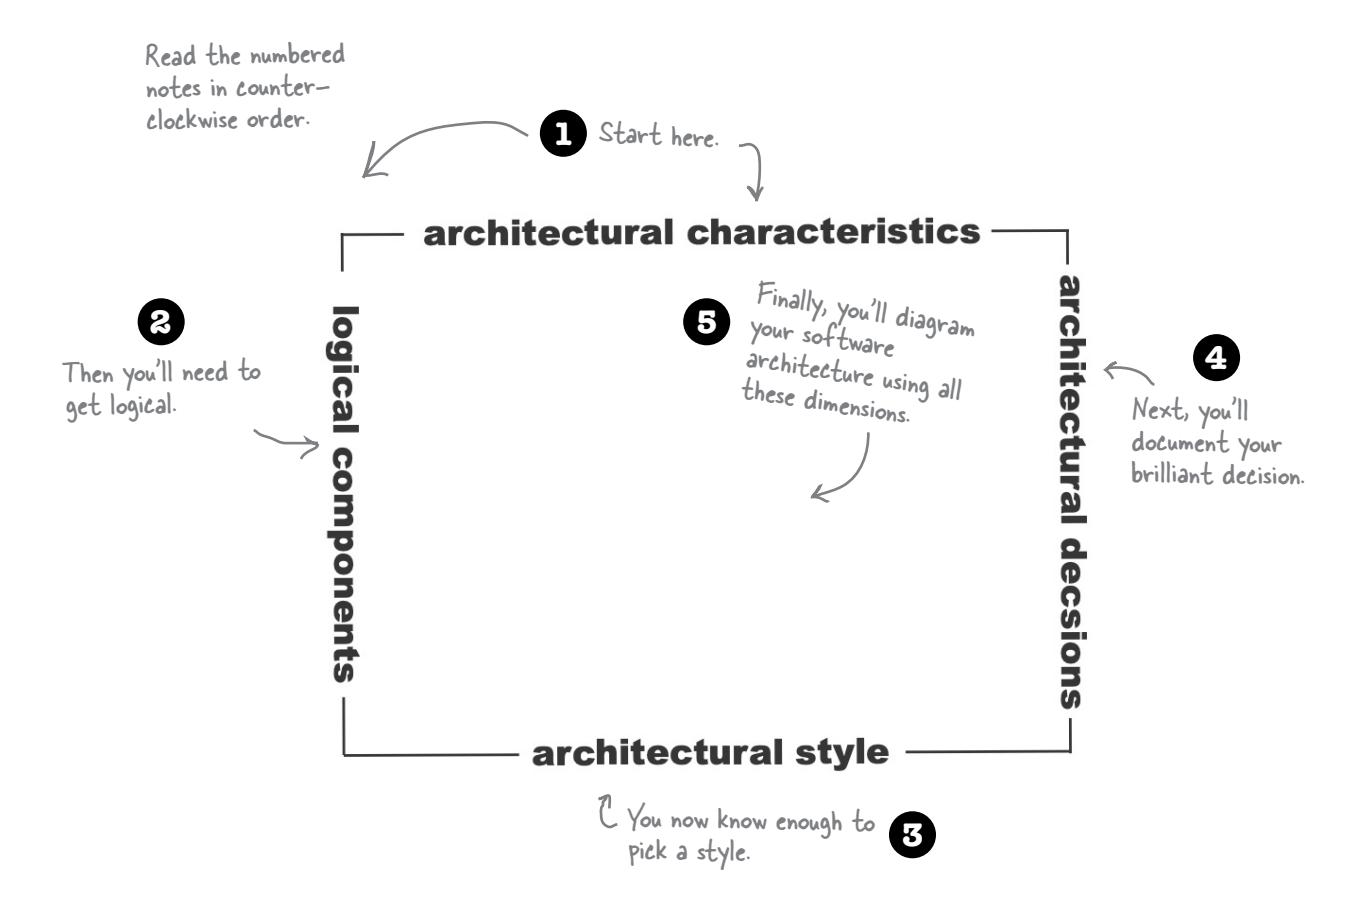 Read the numbered
notes in counter-
clockwise order.
1 Start here.
architectural characteristics
2
Then you'll need to
get logical.
logical components
architectural style
You now know enough to
pick a style.
3
4
Next, you'll
document your
brilliant decision.
architectural decsions
5
Finally, you'll diagram
your software
architecture using all
these dimensions.